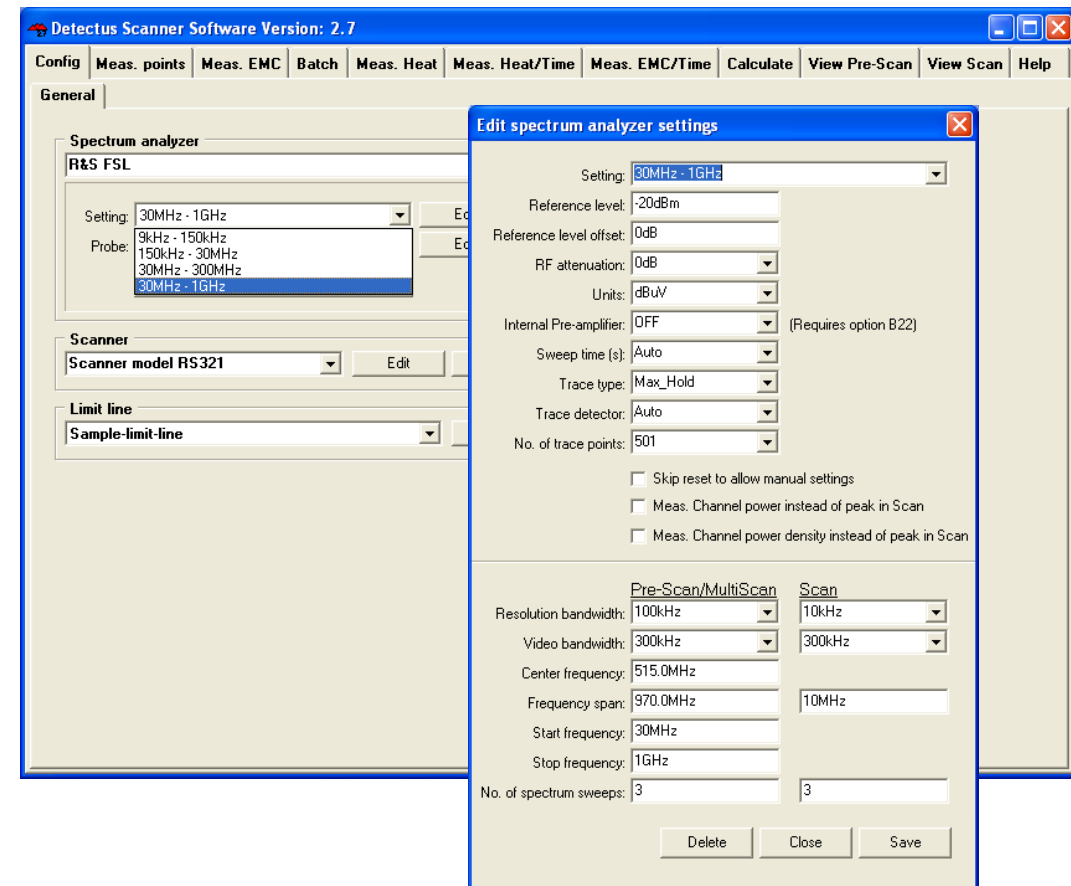 Detectus Scanner Software Version: 2.7
Config Meas. points Meas. EMC Batch Meas. Heat Meas. Heat/Time Meas. EMC/Time Calculate View Pre-Scan View Scan Help
General
Spectrum analyzer
R&S FSL
Setting: 30MHz - 1GHz
Probe:
9kHz - 150kHz
150kHz - 30MHz
30MHz - 300MHz
30MHz - 1GHz
Scanner
Scanner model RS321 Edit
Limit line
Sample-limit-line
Edit spectrum analyzer settings
Setting: 30MHz - 1GHz
Reference level: -20dBm
Reference level offset: 0dB
RF attenuation: 0dB
Units: dBuV
Internal Pre-amplifier: OFF (Requires option B22)
Sweep time (s): Auto
Trace type: Max_Hold
Trace detector: Auto
No. of trace points: 501
Skip reset to allow manual settings
Meas. Channel power instead of peak in Scan
Meas. Channel power density instead of peak in Scan
Pre-Scan/MultiScan Scan
Resolution bandwidth: 100kHz 10kHz
Video bandwidth: 300kHz 300kHz
Center frequency: 515.0MHz
Frequency span: 970.0MHz 10MHz
Start frequency: 30MHz
Stop frequency: 1GHz
No. of spectrum sweeps: 3 3
Delete Close Save